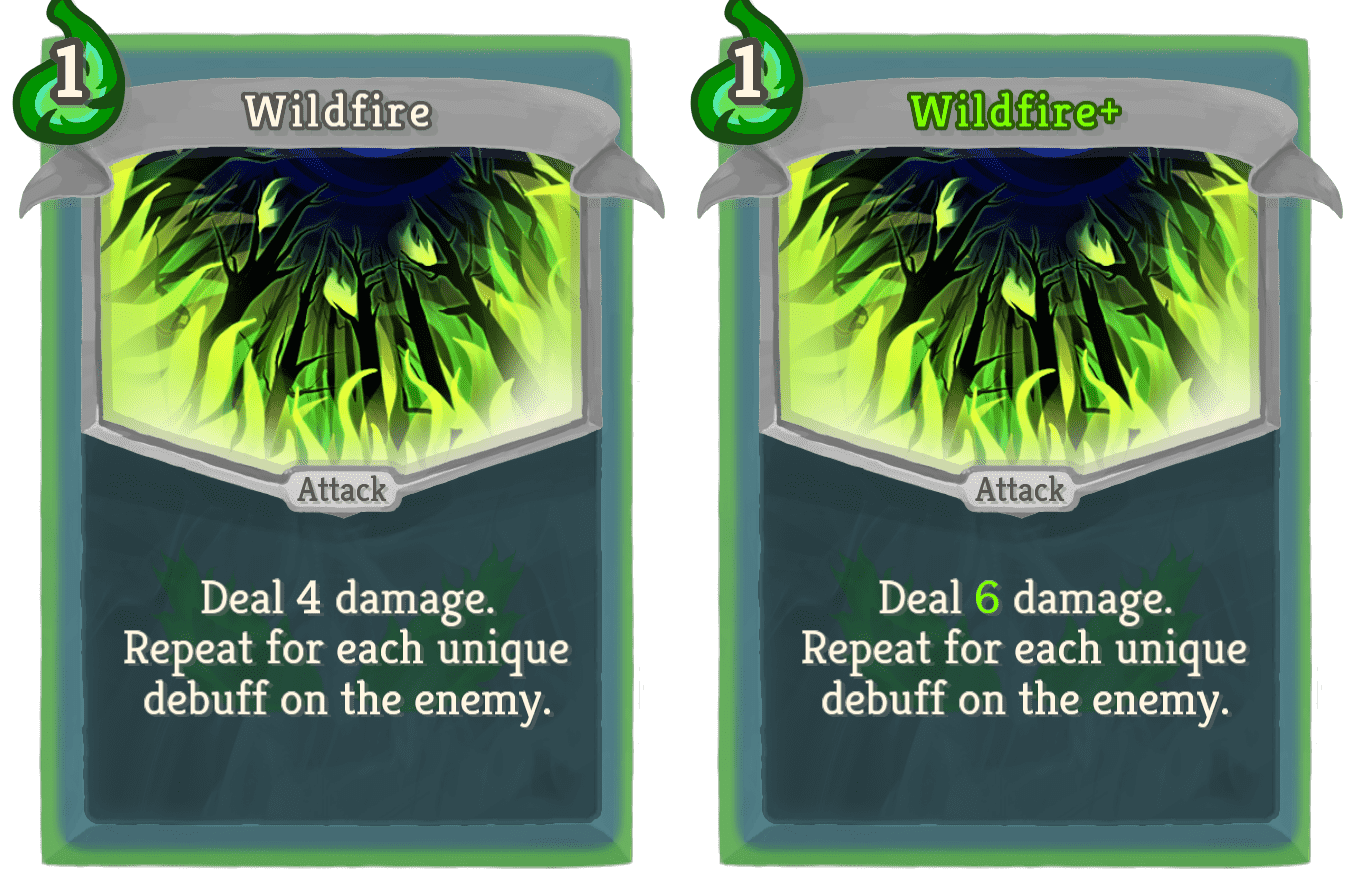 1
Wildfire
Attack
Deal 4 damage.
Repeat for each unique
debuff on the enemy.
1
Wildfire+
Attack
Deal 6 damage.
Repeat for each unique
debuff on the enemy.